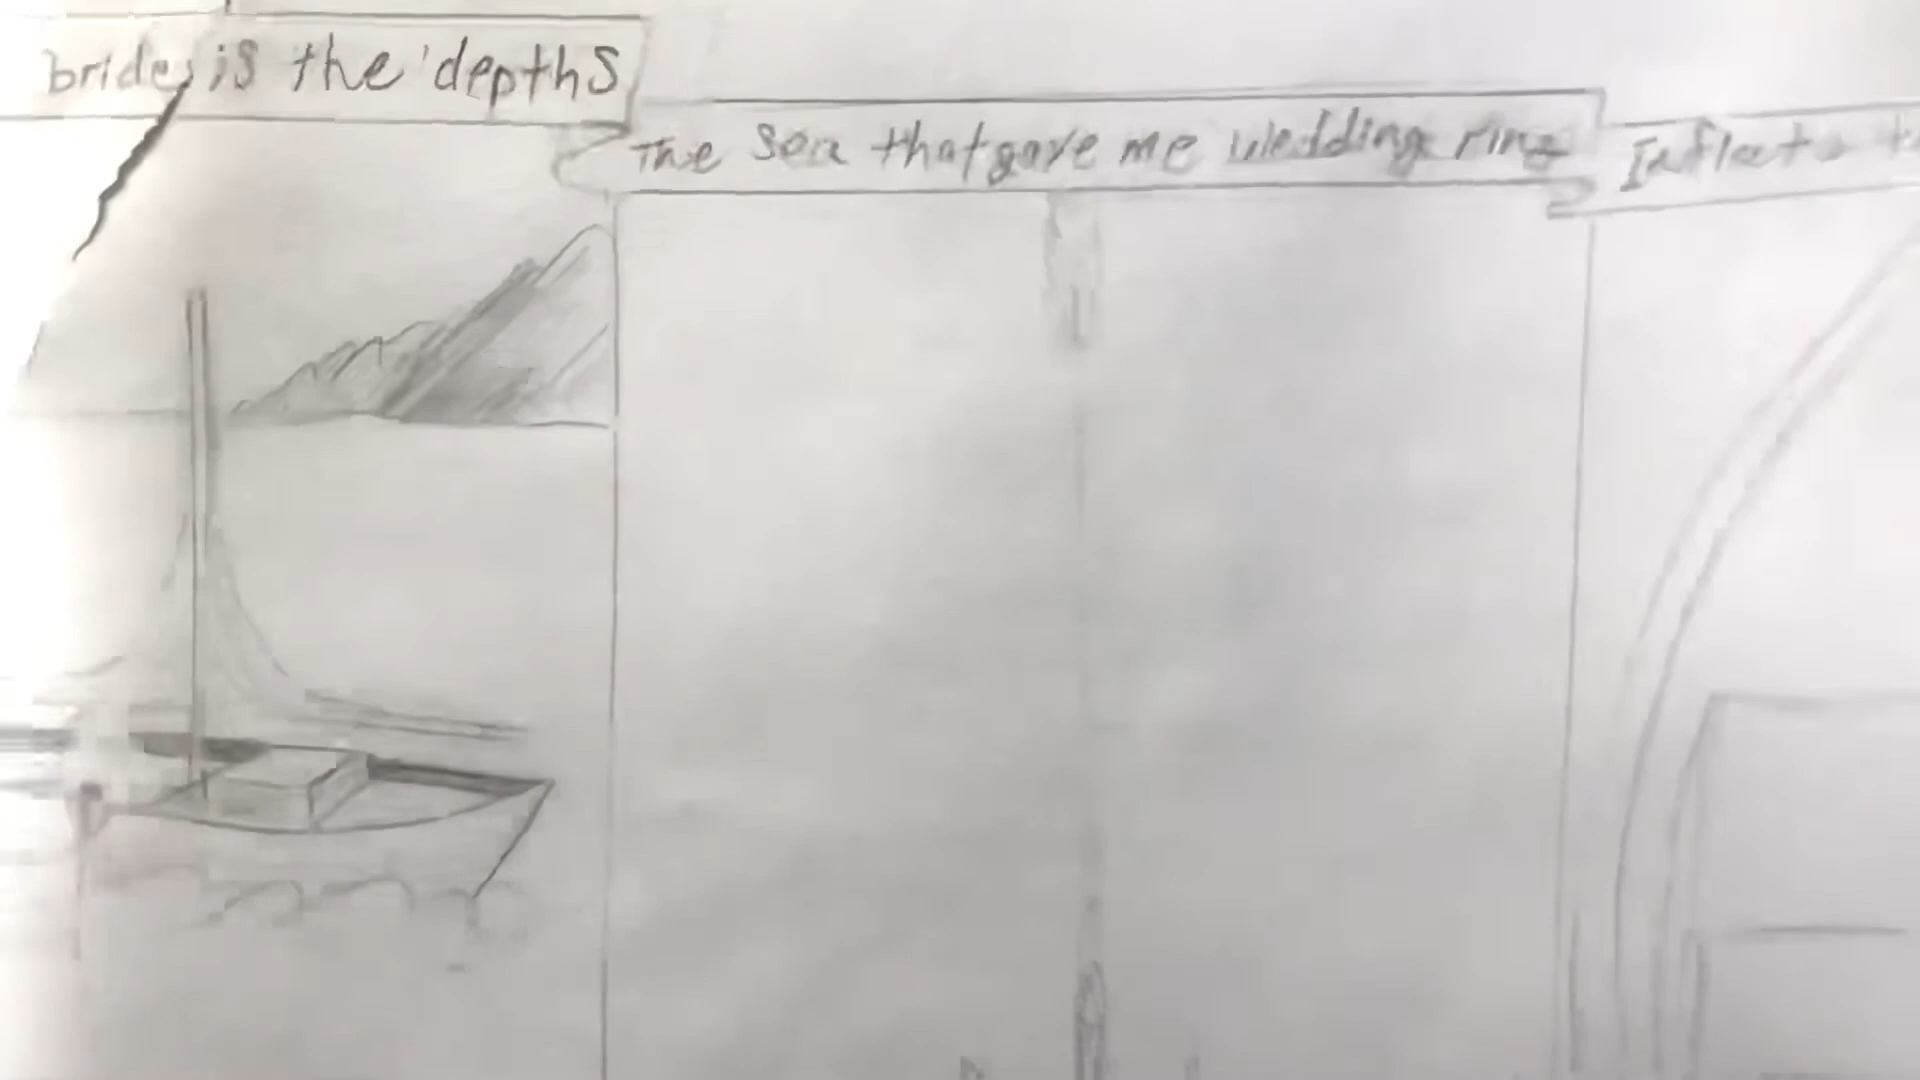 bride is the depths
The sea that gave me wedding ring